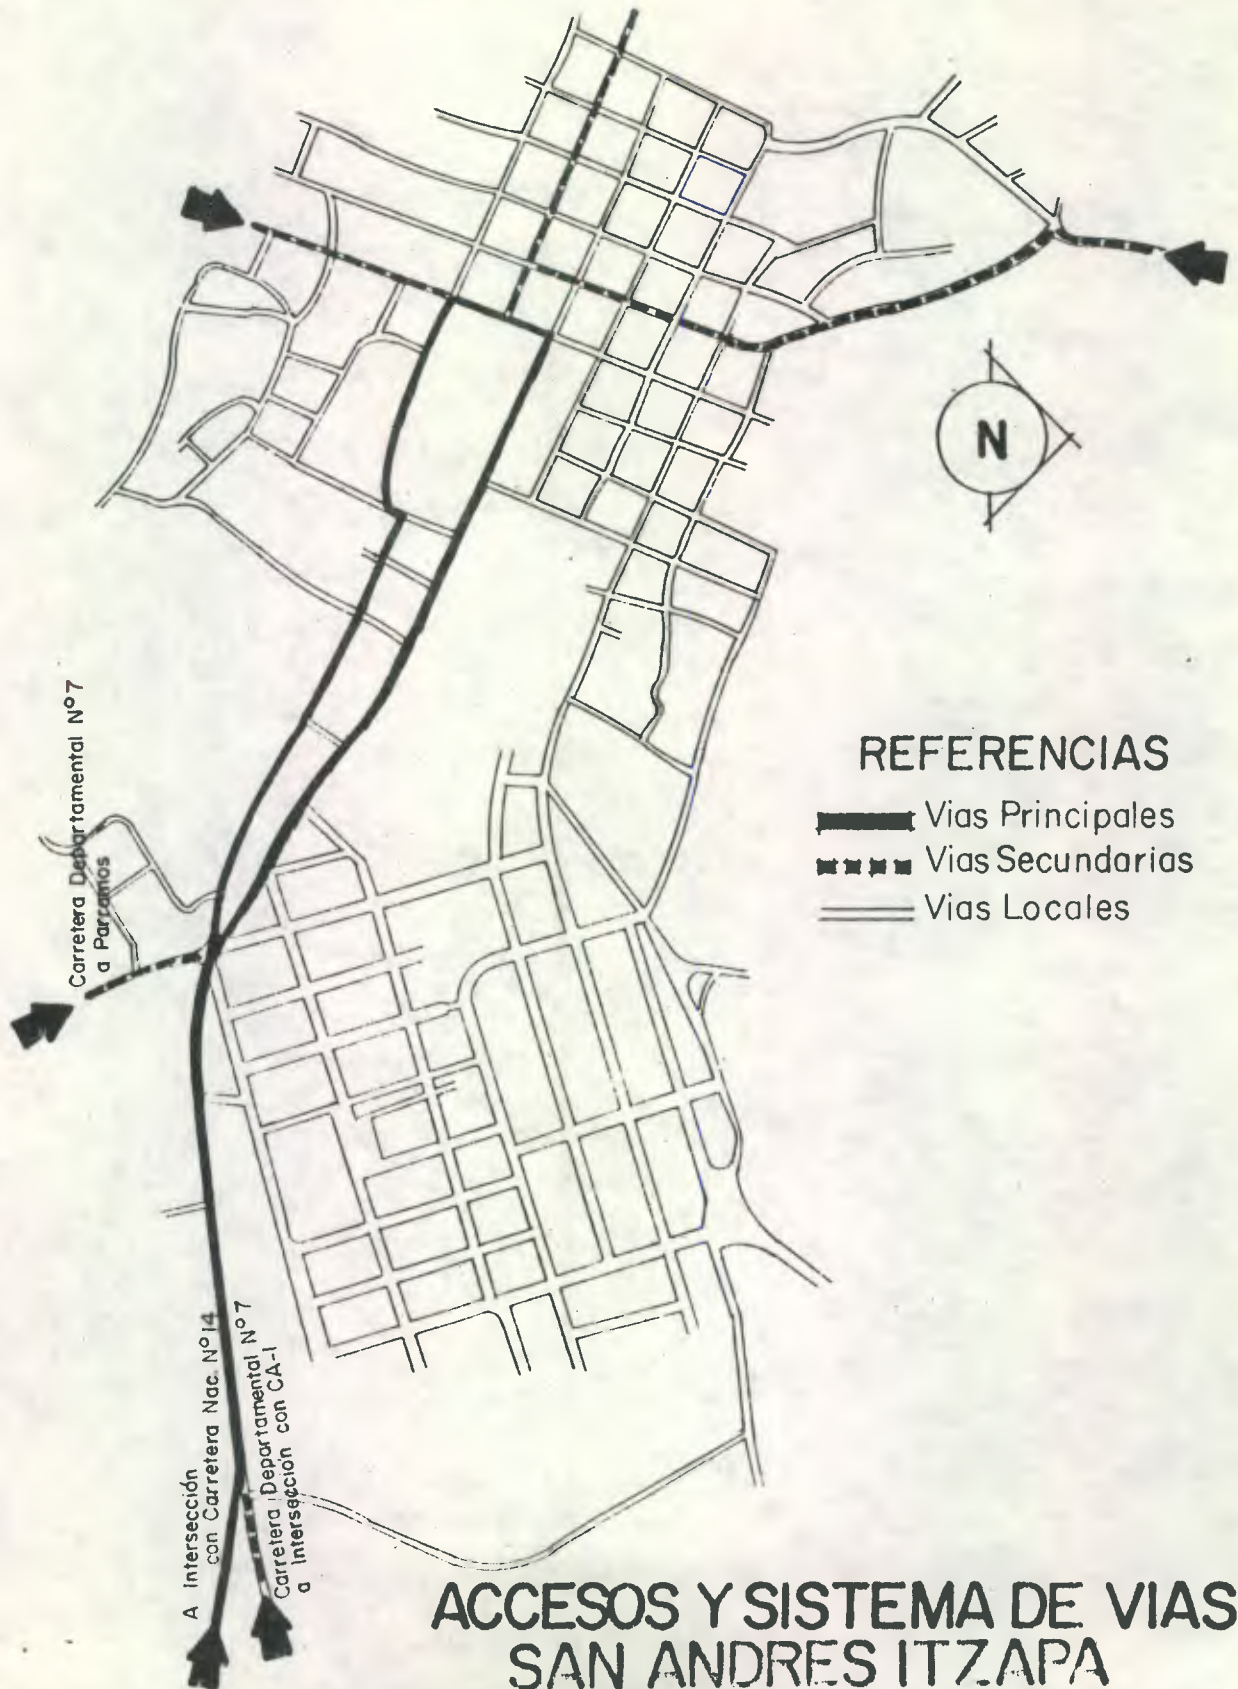 N
Carretera Departamental N° 7
a Parramos
REFERENCIAS
Vias Principales
Vias Secundarias
Vias Locales
A Intersección
con Carretera Nac. N° 14
Carretera Departamental N° 7
a Intersección con CA-1
ACCESOS Y SISTEMA DE VIAS
SAN ANDRES ITZAPA